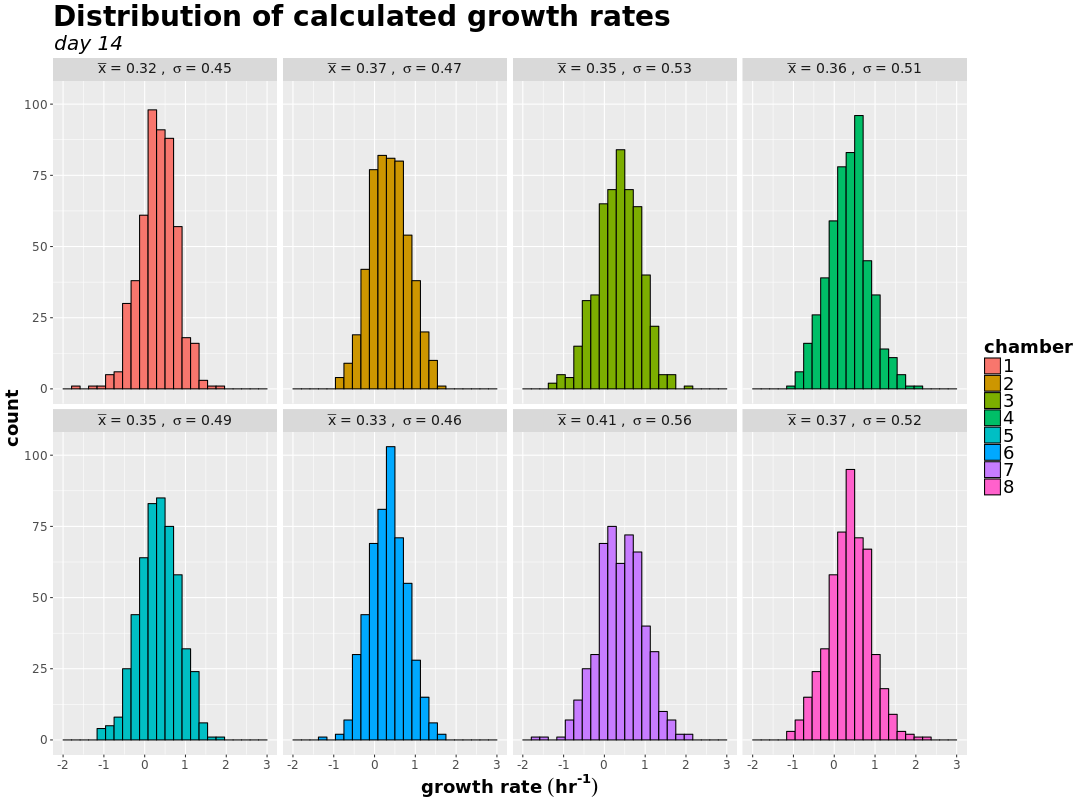 Distribution of calculated growth rates
day 14
x̅ = 0.32 , σ = 0.45
x̅ = 0.37 , σ = 0.47
x̅ = 0.35 , σ = 0.53
x̅ = 0.36 , σ = 0.51
100
75
50
25
0
x̅ = 0.35 , σ = 0.49
x̅ = 0.33 , σ = 0.46
x̅ = 0.41 , σ = 0.56
x̅ = 0.37 , σ = 0.52
100
75
50
25
0
-2 -1 0 1 2 3
-2 -1 0 1 2 3
-2 -1 0 1 2 3
-2 -1 0 1 2 3
count
growth rate (hr⁻¹)
chamber
1
2
3
4
5
6
7
8